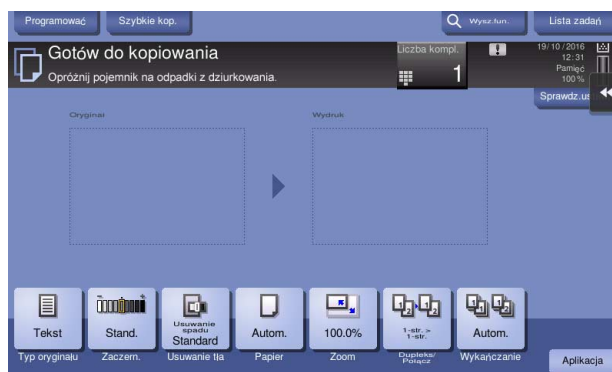 Programować
Szybkie kop.
Wysz.fun.
Lista zadań
Gotów do kopiowania
Opróżnij pojemnik na odpadki z dziurkowania.
Liczba kompl.
1
19/10/2016
12:31
Pamięć
100%
Sprawdz.us
Oryginał
Wydruk
Tekst
Stand.
Usuwanie
spadu
Standard
Autom.
100.0%
1-str. >
1-str.
Autom.
Typ oryginału
Zaczern.
Usuwanie tła
Papier
Zoom
Dupleks/
Połącz
Wykańczanie
Aplikacja